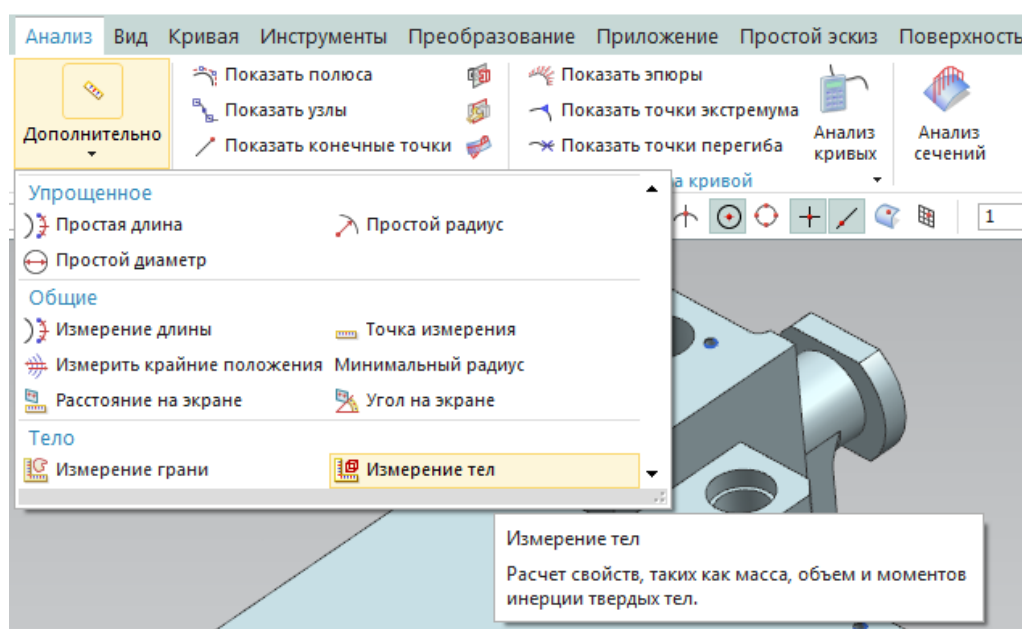 Анализ Вид Кривая Инструменты Преобразование Приложение Простой эскиз Поверхность
Дополнительно
Показать полюса
Показать узлы
Показать конечные точки
Показать эпюры
Показать точки экстремума
Показать точки перегиба
Анализ
кривых
Анализ
сечений
а кривой
1
Упрощенное
Простая длина Простой радиус
Простой диаметр
Общие
Измерение длины Точка измерения
Измерить крайние положения Минимальный радиус
Расстояние на экране Угол на экране
Тело
Измерение грани Измерение тел
Измерение тел
Расчет свойств, таких как масса, объем и моментов
инерции твердых тел.